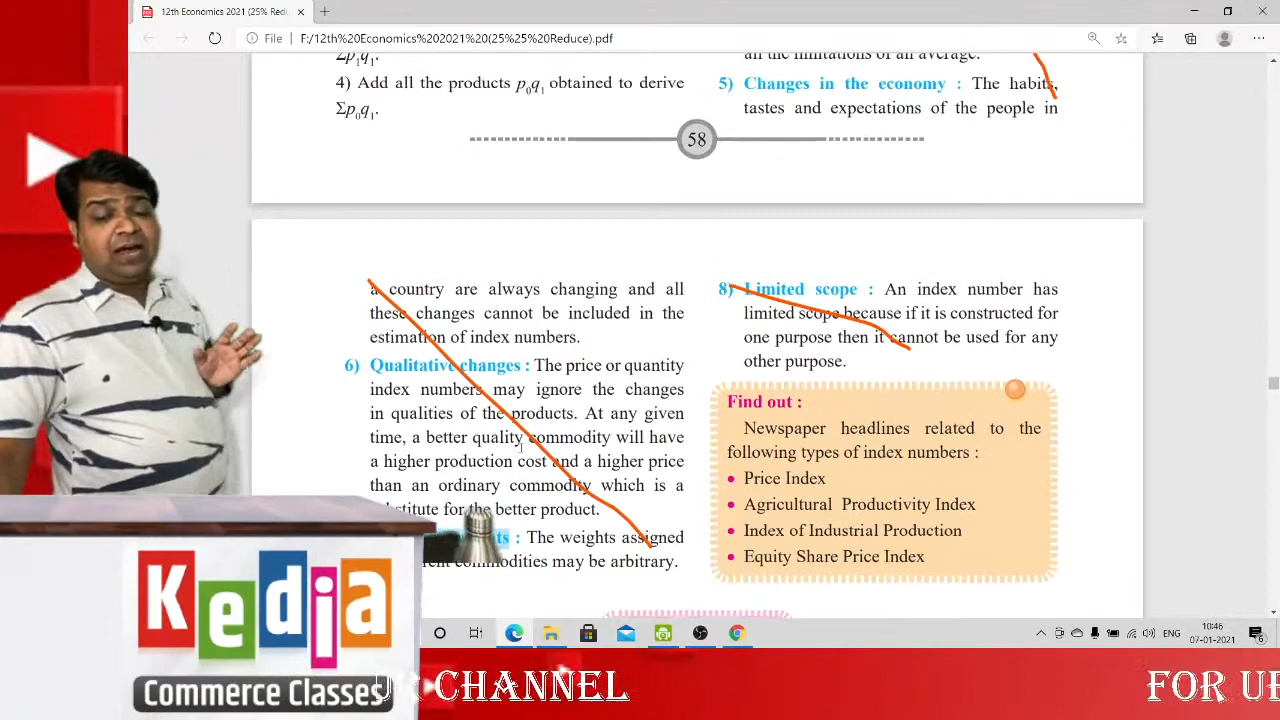 12th Economics 2021 (25% Redu
File
F:/12th%20Economics%202021%20(25%25%20Reduce).pdf
Σp₁q₁.
4) Add all the products p₀q₁ obtained to derive
Σp₀q₁.
all the limitations of an average.
5) Changes in the economy : The habits,
tastes and expectations of the people in
58
a country are always changing and all
these changes cannot be included in the
estimation of index numbers.
6) Qualitative changes : The price or quantity
index numbers may ignore the changes
in qualities of the products. At any given
time, a better quality commodity will have
a higher production cost and a higher price
than an ordinary commodity which is a
substitute for the better product.
: The weights assigned
commodities may be arbitrary.
8) Limited scope : An index number has
limited scope because if it is constructed for
one purpose then it cannot be used for any
other purpose.
Find out :
Newspaper headlines related to the
following types of index numbers :
• Price Index
• Agricultural Productivity Index
• Index of Industrial Production
• Equity Share Price Index
ENG
10:46
07-01-2021
6
Kedia
Commerce Classes
UR CHANNEL
FOR UP